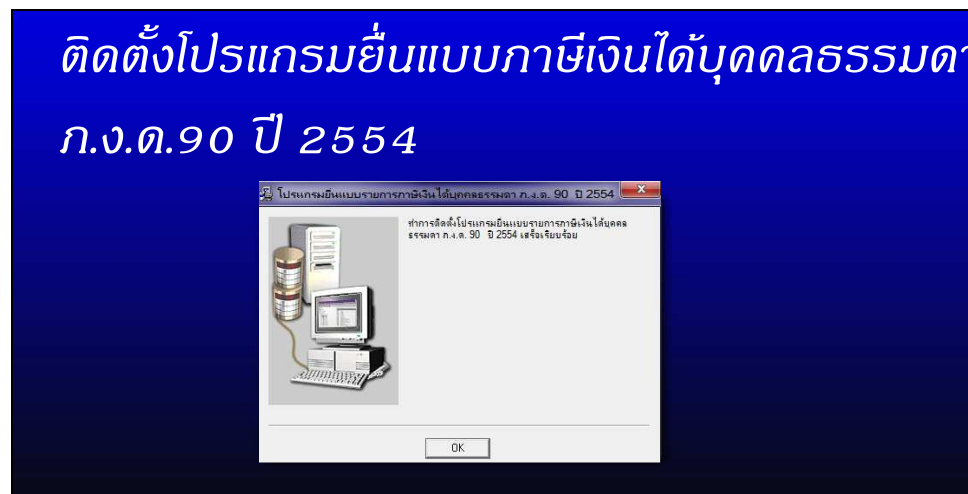 ติดตั้งโปรแกรมยื่นแบบภาษีเงินได้บุคคลธรรมดา
ภ.ง.ด.90 ปี 2554
โปรแกรมยื่นแบบรายการภาษีเงินได้บุคคลธรรมดา ภ.ง.ด. 90 ปี 2554
ทำการติดตั้งโปรแกรมยื่นแบบรายการภาษีเงินได้บุคคล
ธรรมดา ภ.ง.ด. 90 ปี 2554 เสร็จเรียบร้อย
OK